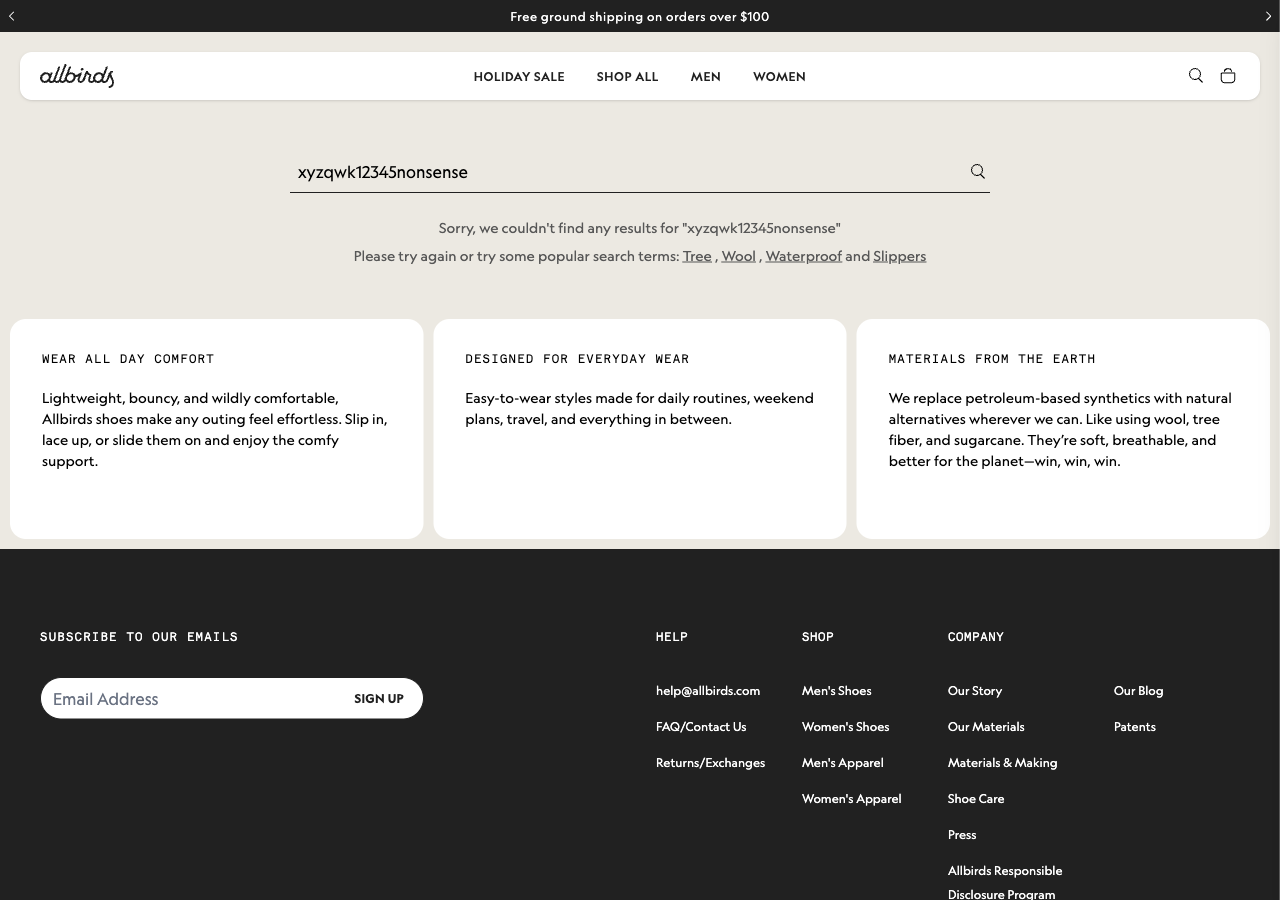 Free ground shipping on orders over $100
allbirds
HOLIDAY SALE SHOP ALL MEN WOMEN
xyzqwk12345nonsense
Sorry, we couldn't find any results for "xyzqwk12345nonsense"
Please try again or try some popular search terms: Tree , Wool , Waterproof and Slippers
WEAR ALL DAY COMFORT
Lightweight, bouncy, and wildly comfortable,
Allbirds shoes make any outing feel effortless. Slip in,
lace up, or slide them on and enjoy the comfy
support.
DESIGNED FOR EVERYDAY WEAR
Easy-to-wear styles made for daily routines, weekend
plans, travel, and everything in between.
MATERIALS FROM THE EARTH
We replace petroleum-based synthetics with natural
alternatives wherever we can. Like using wool, tree
fiber, and sugarcane. They’re soft, breathable, and
better for the planet—win, win, win.
SUBSCRIBE TO OUR EMAILS
Email Address SIGN UP
HELP
help@allbirds.com
FAQ/Contact Us
Returns/Exchanges
SHOP
Men's Shoes
Women's Shoes
Men's Apparel
Women's Apparel
COMPANY
Our Story
Our Materials
Materials & Making
Shoe Care
Press
Allbirds Responsible
Disclosure Program
Our Blog
Patents